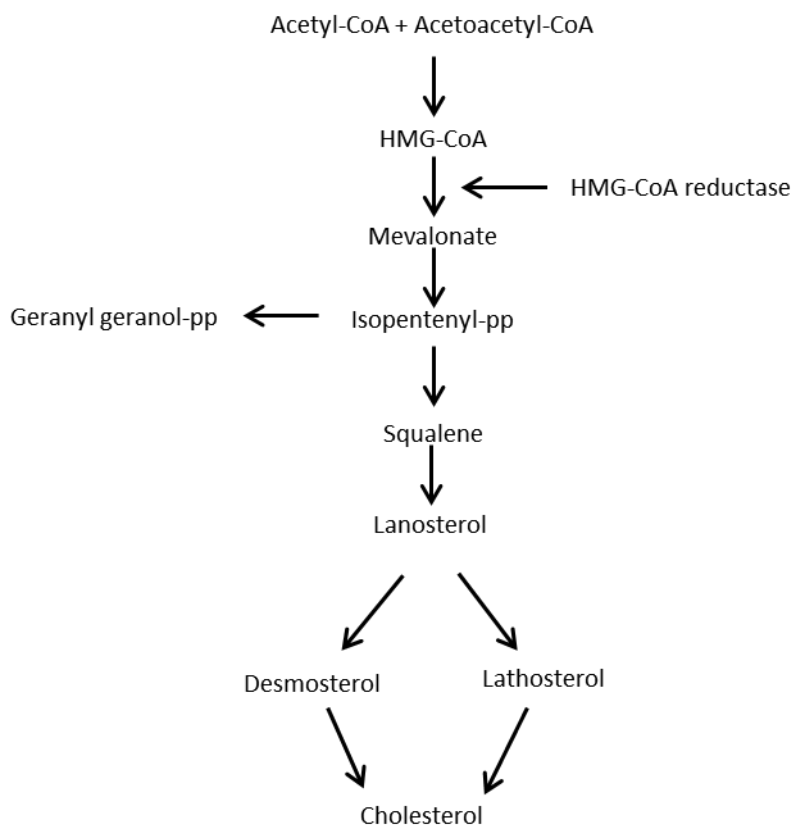 Acetyl-CoA + Acetoacetyl-CoA
HMG-CoA
HMG-CoA reductase
Mevalonate
Geranyl geranol-pp
Isopentenyl-pp
Squalene
Lanosterol
Desmosterol
Lathosterol
Cholesterol